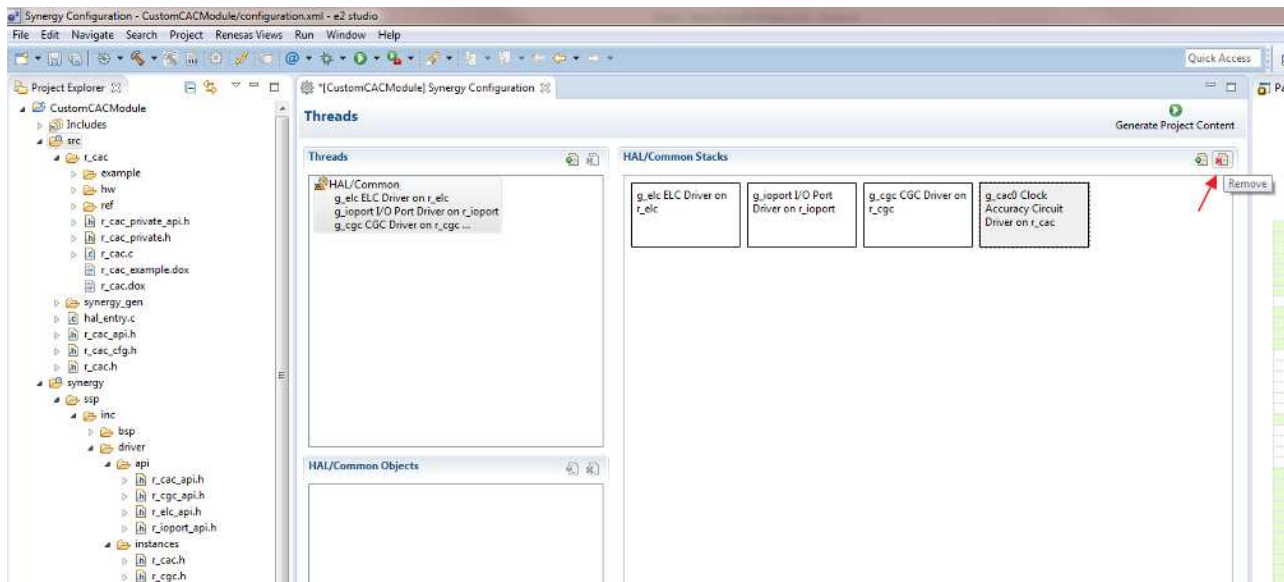 Synergy Configuration - CustomCACModule/configuration.xml - e2 studio
File Edit Navigate Search Project Renesas Views Run Window Help
Quick Access
Project Explorer
*[CustomCACModule] Synergy Configuration
Pa
CustomCACModule
Includes
src
r_cac
example
hw
ref
r_cac_private_api.h
r_cac_private.h
r_cac.c
r_cac_example.dox
r_cac.dox
synergy_gen
hal_entry.c
r_cac_api.h
r_cac_cfg.h
r_cac.h
synergy
ssp
inc
bsp
driver
api
r_cac_api.h
r_cgc_api.h
r_elc_api.h
r_ioport_api.h
instances
r_cac.h
r_cgc.h
Threads
Generate Project Content
Threads
HAL/Common
g_elc ELC Driver on r_elc
g_ioport I/O Port Driver on r_ioport
g_cgc CGC Driver on r_cgc ...
HAL/Common Objects
HAL/Common Stacks
Remove
g_elc ELC Driver on
r_elc
g_ioport I/O Port
Driver on r_ioport
g_cgc CGC Driver on
r_cgc
g_cac0 Clock
Accuracy Circuit
Driver on r_cac